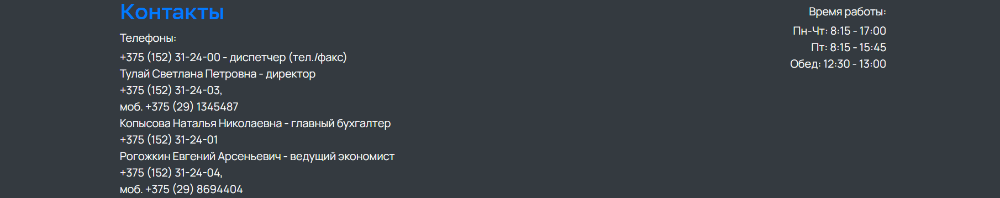 Контакты
Телефоны:
+375 (152) 31-24-00 - диспетчер (тел./факс)
Тулай Светлана Петровна - директор
+375 (152) 31-24-03,
моб. +375 (29) 1345487
Копысова Наталья Николаевна - главный бухгалтер
+375 (152) 31-24-01
Рогожкин Евгений Арсеньевич - ведущий экономист
+375 (152) 31-24-04,
моб. +375 (29) 8694404
Время работы:
Пн-Чт: 8:15 - 17:00
Пт: 8:15 - 15:45
Обед: 12:30 - 13:00